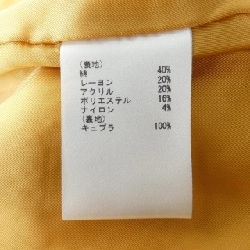 (表地)
綿 40%
レーヨン 20%
アクリル 20%
ポリエステル 16%
ナイロン 4%
(裏地)
キュプラ 100%